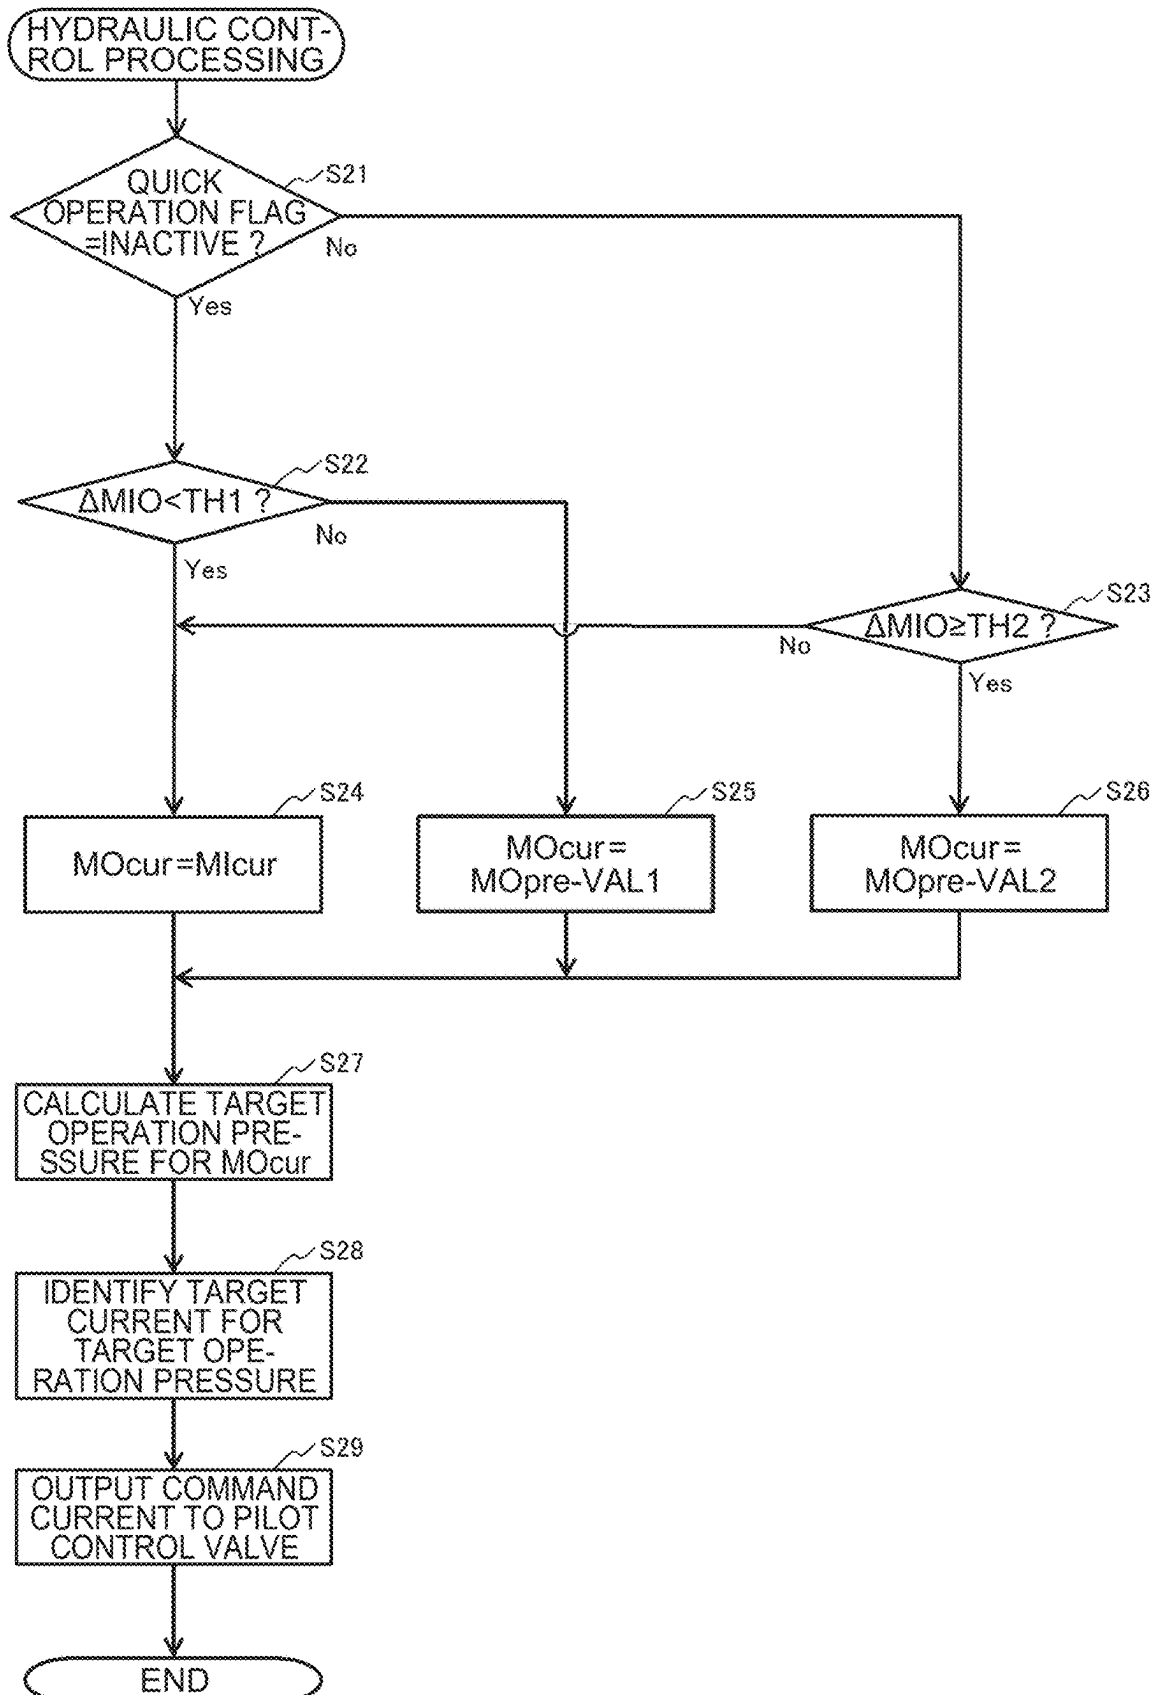 HYDRAULIC CONT-
ROL PROCESSING
S21
QUICK
OPERATION FLAG
=INACTIVE ?
No
Yes
S22
ΔMIO<TH1 ?
No
Yes
S23
ΔMIO≥TH2 ?
No
Yes
S24
MOcur=MIcur
S25
MOcur=
MOpre-VAL1
S26
MOcur=
MOpre-VAL2
S27
CALCULATE TARGET
OPERATION PRE-
SSURE FOR MOcur
S28
IDENTIFY TARGET
CURRENT FOR
TARGET OPE-
RATION PRESSURE
S29
OUTPUT COMMAND
CURRENT TO PILOT
CONTROL VALVE
END